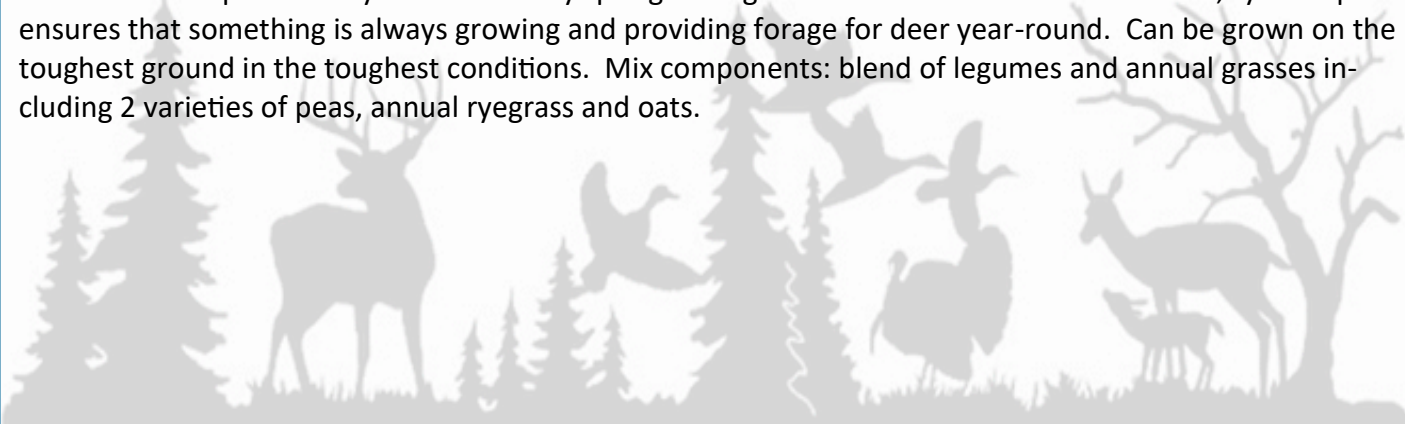 ensures that something is always growing and providing forage for deer year-round.  Can be grown on the
toughest ground in the toughest conditions.  Mix components: blend of legumes and annual grasses in-
cluding 2 varieties of peas, annual ryegrass and oats.